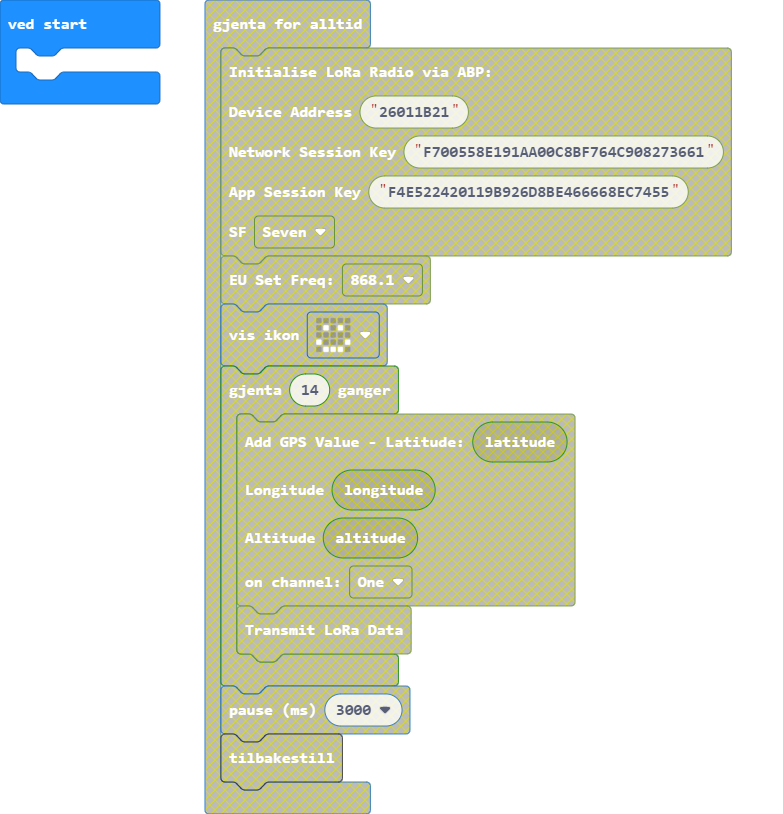 ved start
gjenta for alltid
Initialise LoRa Radio via ABP:
Device Address "26011B21"
Network Session Key "F700558E191AA00C8BF764C908273661"
App Session Key "F4E522420119B926D8BE466668EC7455"
SF Seven
EU Set Freq: 868.1
vis ikon
gjenta 14 ganger
Add GPS Value - Latitude: latitude
Longitude longitude
Altitude altitude
on channel: One
Transmit LoRa Data
pause (ms) 3000
tilbakestill